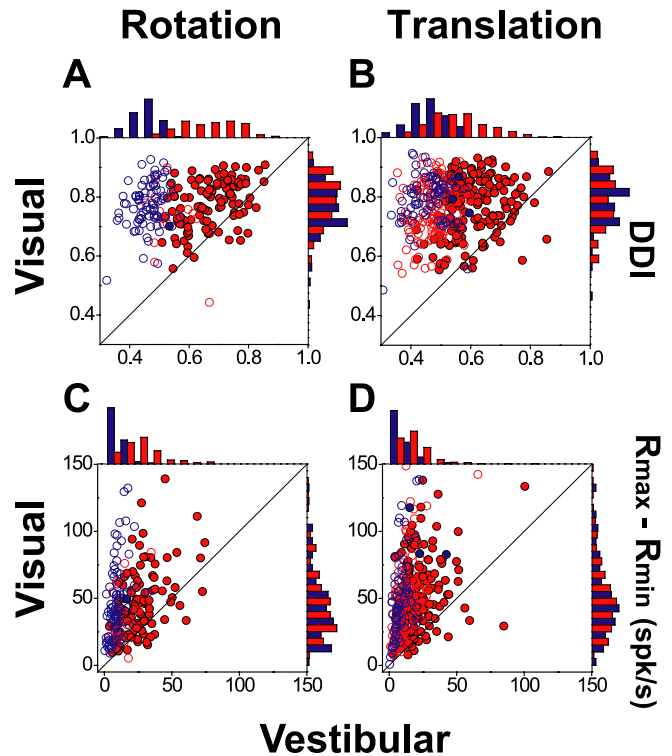 Rotation Translation
A B
1.0 1.0
0.8 0.8
0.6 0.6
0.4 0.4
0.4 0.6 0.8 1.0 0.4 0.6 0.8 1.0
Visual
DDI
C D
150 150
100 100
50 50
0 0
0 50 100 150 0 50 100 150
Visual
Rmax - Rmin (spk/s)
Vestibular